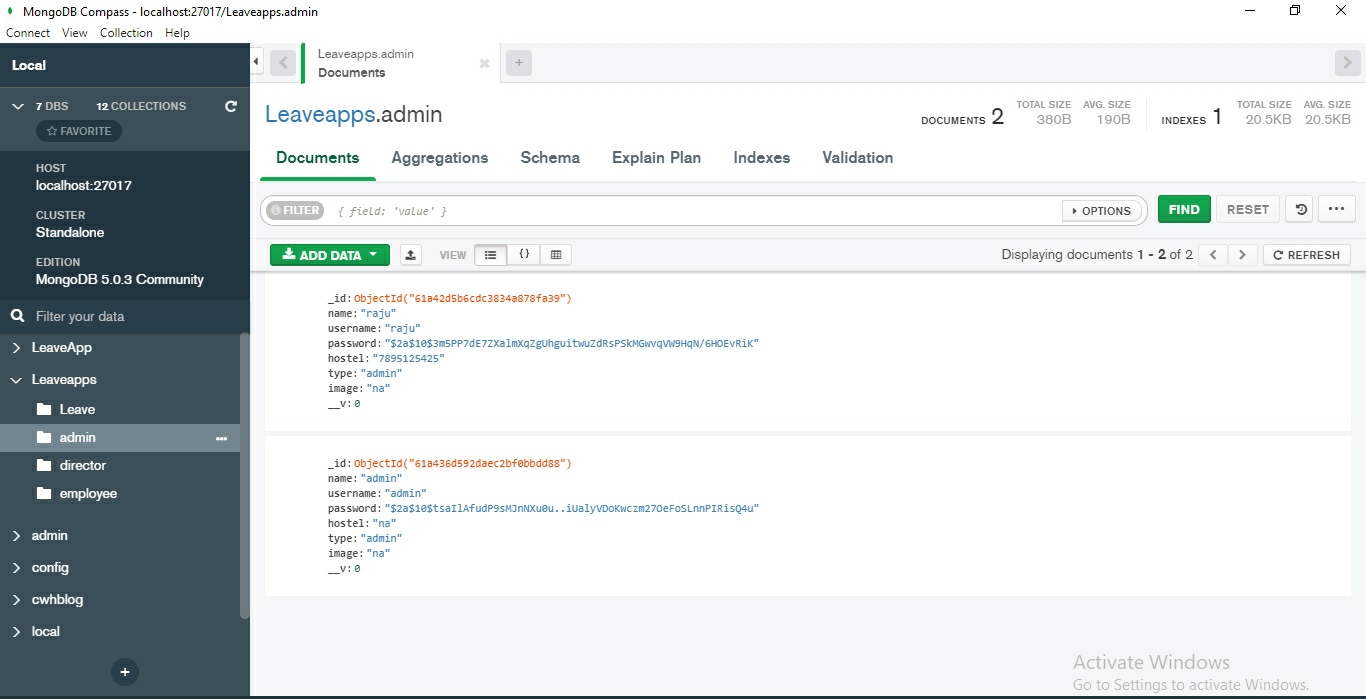 MongoDB Compass - localhost:27017/Leaveapps.admin
Connect View Collection Help
Local
7 DBS 12 COLLECTIONS
FAVORITE
HOST
localhost:27017
CLUSTER
Standalone
EDITION
MongoDB 5.0.3 Community
Filter your data
LeaveApp
Leaveapps
Leave
admin
director
employee
admin
config
cwhblog
local
+
Leaveapps.admin
Documents
+
Leaveapps.admin
DOCUMENTS 2 TOTAL SIZE 380B AVG. SIZE 190B INDEXES 1 TOTAL SIZE 20.5KB AVG. SIZE 20.5KB
Documents Aggregations Schema Explain Plan Indexes Validation
FILTER { field: 'value' } OPTIONS FIND RESET
ADD DATA VIEW {} Displaying documents 1 - 2 of 2 REFRESH
_id: ObjectId("61a42d5b6cdc3834a878fa39")
name: "raju"
username: "raju"
password: "$2a$10$3m5PP7dE7ZXalmXqZgUhguitwuZdRsPSkMGwvqVW9HqN/6HOEvRiK"
hostel: "7895125425"
type: "admin"
image: "na"
__v: 0
_id: ObjectId("61a436d592daec2bf0bbdd88")
name: "admin"
username: "admin"
password: "$2a$10$tsaIlAfudP9sMJnNXu0u..iUalyVDoKwczm27OeFoSLnnPIRisQ4u"
hostel: "na"
type: "admin"
image: "na"
__v: 0
Activate Windows
Go to Settings to activate Windows.